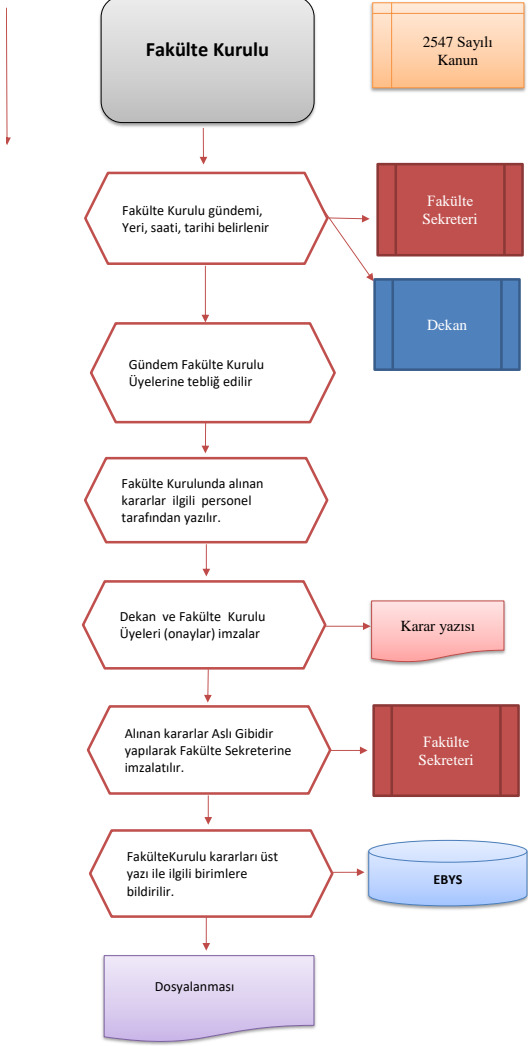 Fakülte Kurulu
2547 Sayılı
Kanun
Fakülte Kurulu gündemi,
Yeri, saati, tarihi belirlenir
Fakülte
Sekreteri
Dekan
Gündem Fakülte Kurulu
Üyelerine tebliğ edilir
Fakülte Kurulunda alınan
kararlar ilgili personel
tarafından yazılır.
Dekan ve Fakülte Kurulu
Üyeleri (onaylar) imzalar
Karar yazısı
Alınan kararlar Aslı Gibidir
yapılarak Fakülte Sekreterine
imzalatılır.
Fakülte
Sekreteri
FakülteKurulu kararları üst
yazı ile ilgili birimlere
bildirilir.
EBYS
Dosyalanması